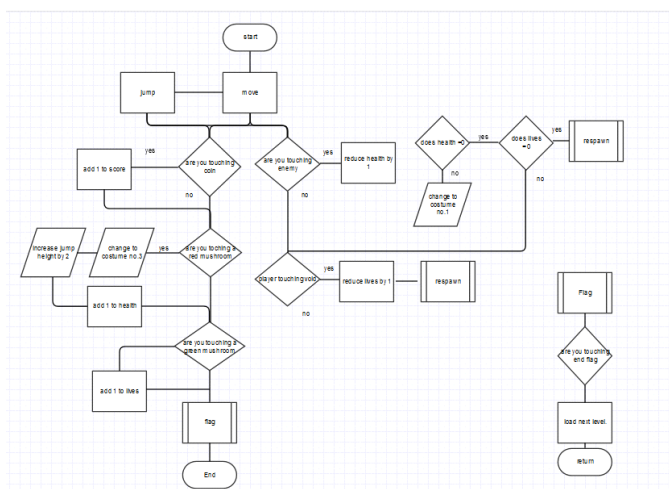 start
jump
move
are you touching
coin
yes
no
add 1 to score
are you touching
enemy
yes
no
reduce health by
1
does health =0
yes
no
change to
costume
no.1
does lives
= 0
yes
no
respawn
are you toching a
red mushroom
yes
change to
costume no.3
increase jump
height by 2
add 1 to health
player touching void
yes
no
reduce lives by 1
respawn
are you touching a
green mushroom
add 1 to lives
flag
End
Flag
are you touching
end flag
load next level.
return